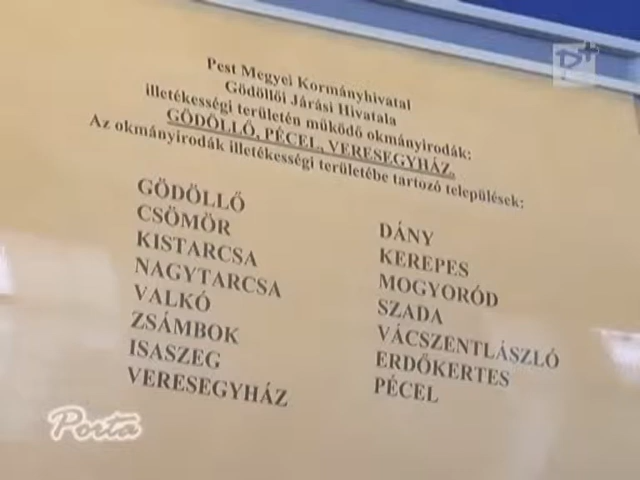 D+
Pest Megyei Kormányhivatal
Gödöllői Járási Hivatala
illetékességi területén működő okmányirodák:
GÖDÖLLŐ, PÉCEL, VERESEGYHÁZ.
Az okmányirodák illetékességi területébe tartozó települések:
GÖDÖLLŐ
CSÖMÖR
KISTARCSA
NAGYTARCSA
VALKÓ
ZSÁMBOK
ISASZEG
VERESEGYHÁZ
DÁNY
KEREPES
MOGYORÓD
SZADA
VÁCSZENTLÁSZLÓ
ERDŐKERTES
PÉCEL
Porta